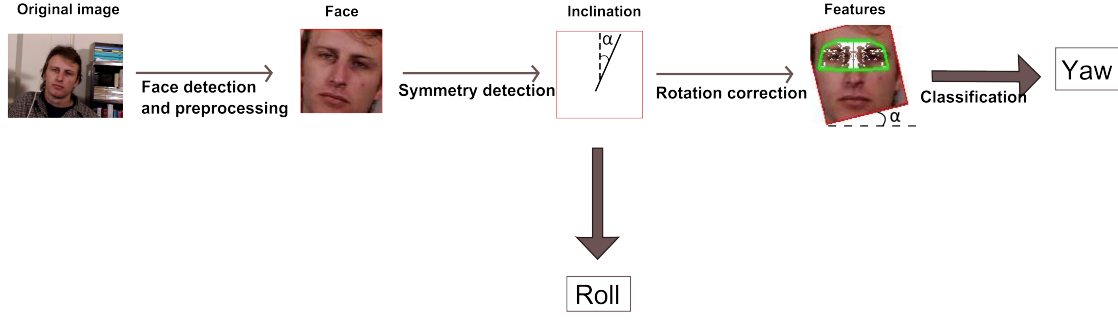 Original image
Face
Inclination
Features
α
Face detection
and preprocessing
Symmetry detection
Rotation correction
Classification
α
Yaw
Roll